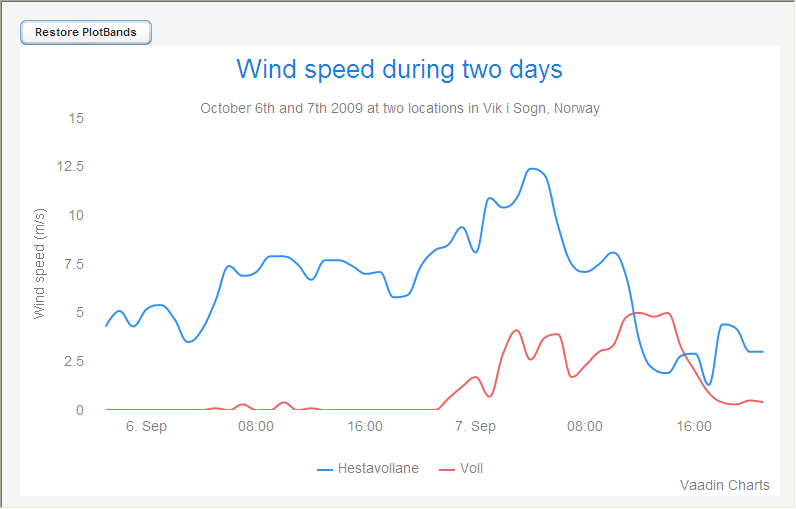 Restore PlotBands
Wind speed during two days
October 6th and 7th 2009 at two locations in Vik i Sogn, Norway
Wind speed (m/s)
15
12.5
10
7.5
5
2.5
0
6. Sep 08:00 16:00 7. Sep 08:00 16:00
Hestavollane Voll
Vaadin Charts